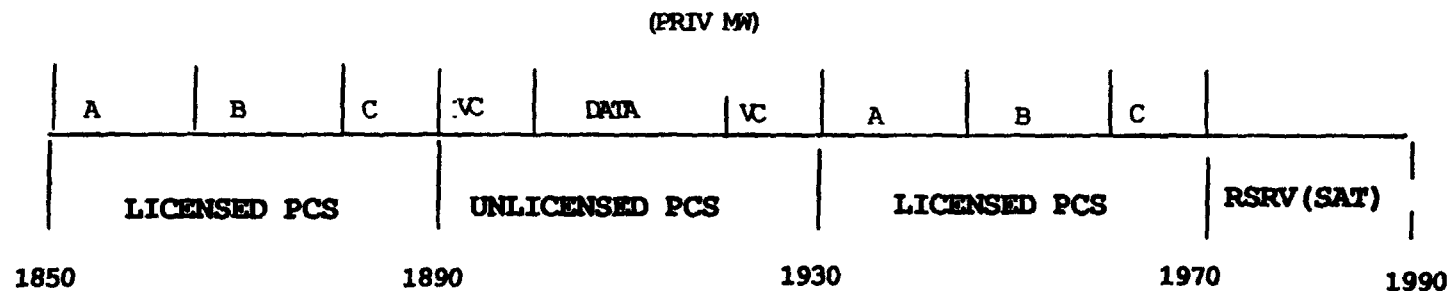 (PRIV MW)
A B C VC DATA VC A B C
LICENSED PCS UNLICENSED PCS LICENSED PCS RSRV(SAT)
1850 1890 1930 1970 1990